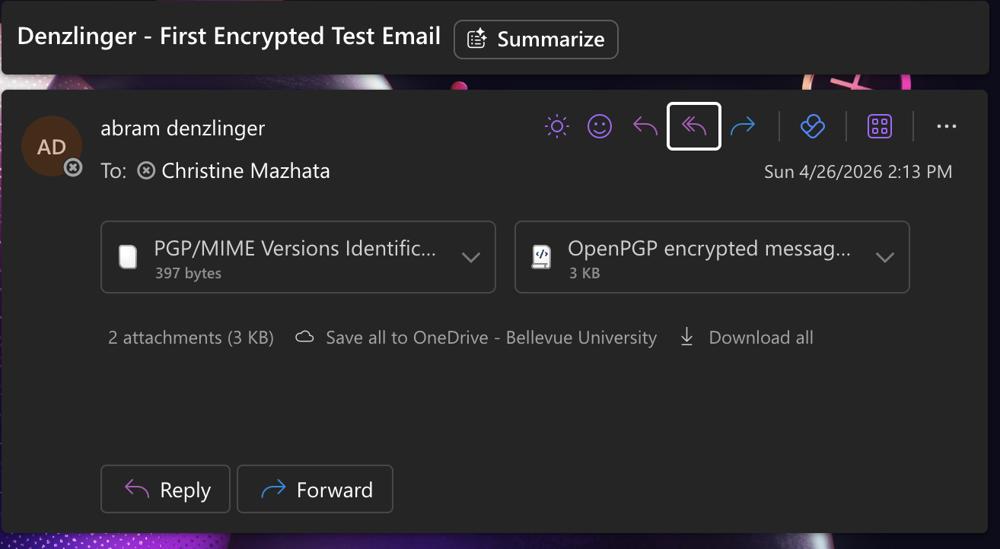 Denzlinger - First Encrypted Test Email
Summarize
AD
abram denzlinger
To: Christine Mazhata
Sun 4/26/2026 2:13 PM
PGP/MIME Versions Identific...
397 bytes
OpenPGP encrypted messag...
3 KB
2 attachments (3 KB)
Save all to OneDrive - Bellevue University
Download all
Reply
Forward